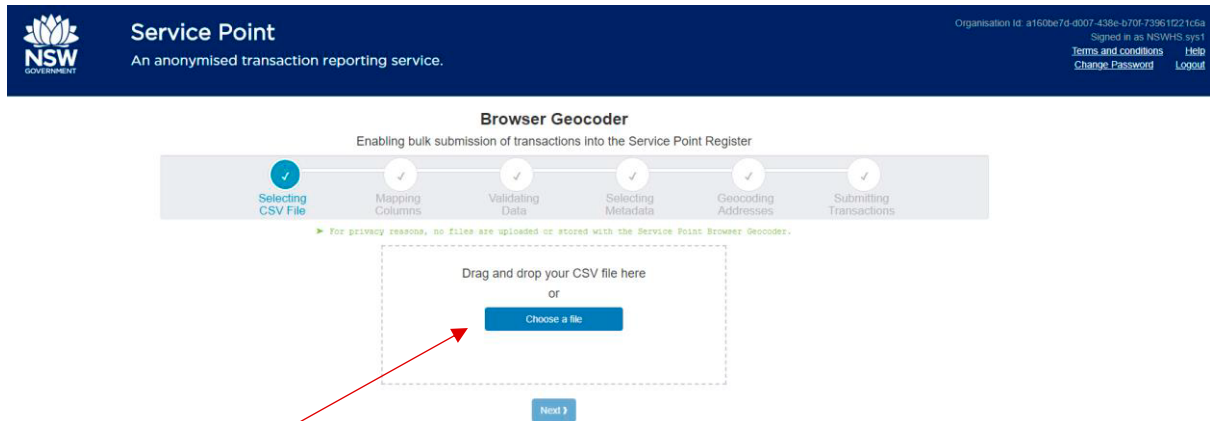 NSW
GOVERNMENT
Service Point
An anonymised transaction reporting service.
Organisation Id: a160be7d-d007-438e-b70f-73961f221c6a
Signed in as NSWHS.sys1
Terms and conditions Help
Change Password Logout
Browser Geocoder
Enabling bulk submission of transactions into the Service Point Register
Selecting CSV File
Mapping Columns
Validating Data
Selecting Metadata
Geocoding Addresses
Submitting Transactions
► For privacy reasons, no files are uploaded or stored with the Service Point Browser Geocoder.
Drag and drop your CSV file here
or
Choose a file
Next ❯